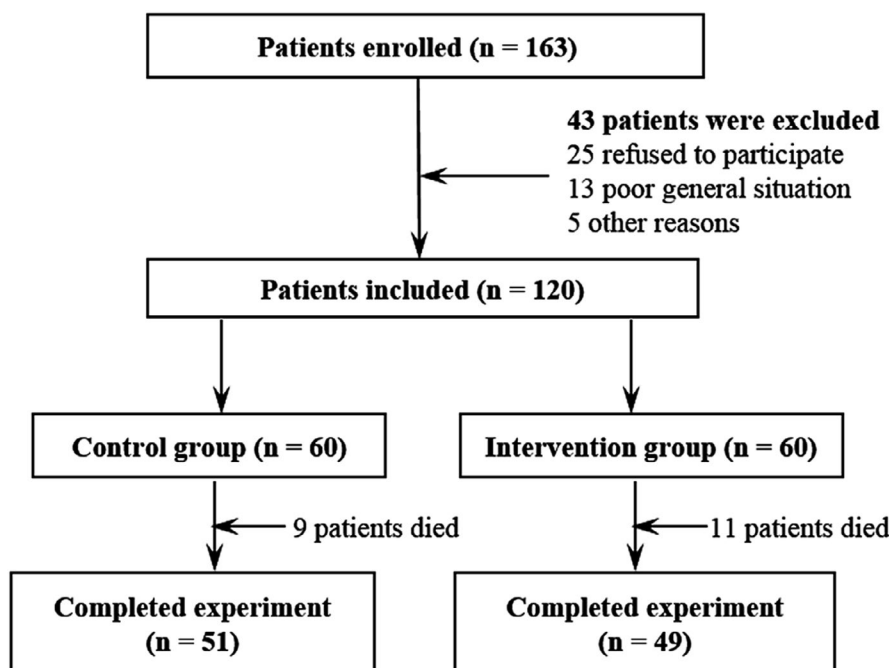 Patients enrolled (n = 163)
43 patients were excluded
25 refused to participate
13 poor general situation
5 other reasons
Patients included (n = 120)
Control group (n = 60)
Intervention group (n = 60)
9 patients died
11 patients died
Completed experiment
(n = 51)
Completed experiment
(n = 49)